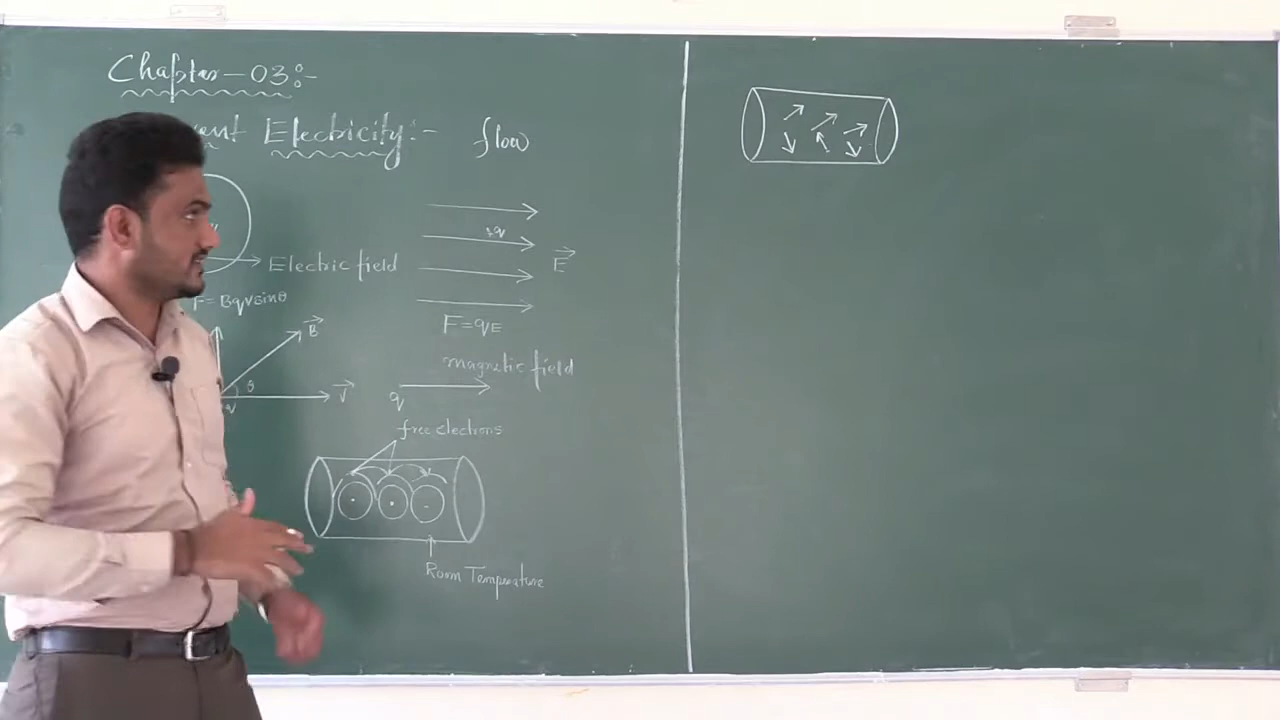 Chapter-03:-
Electricity:- flow
+q
E
Electric field
F=BqVsinθ
F=qE
B
magnetic field
θ
V
q
free electrons
Room Temperature